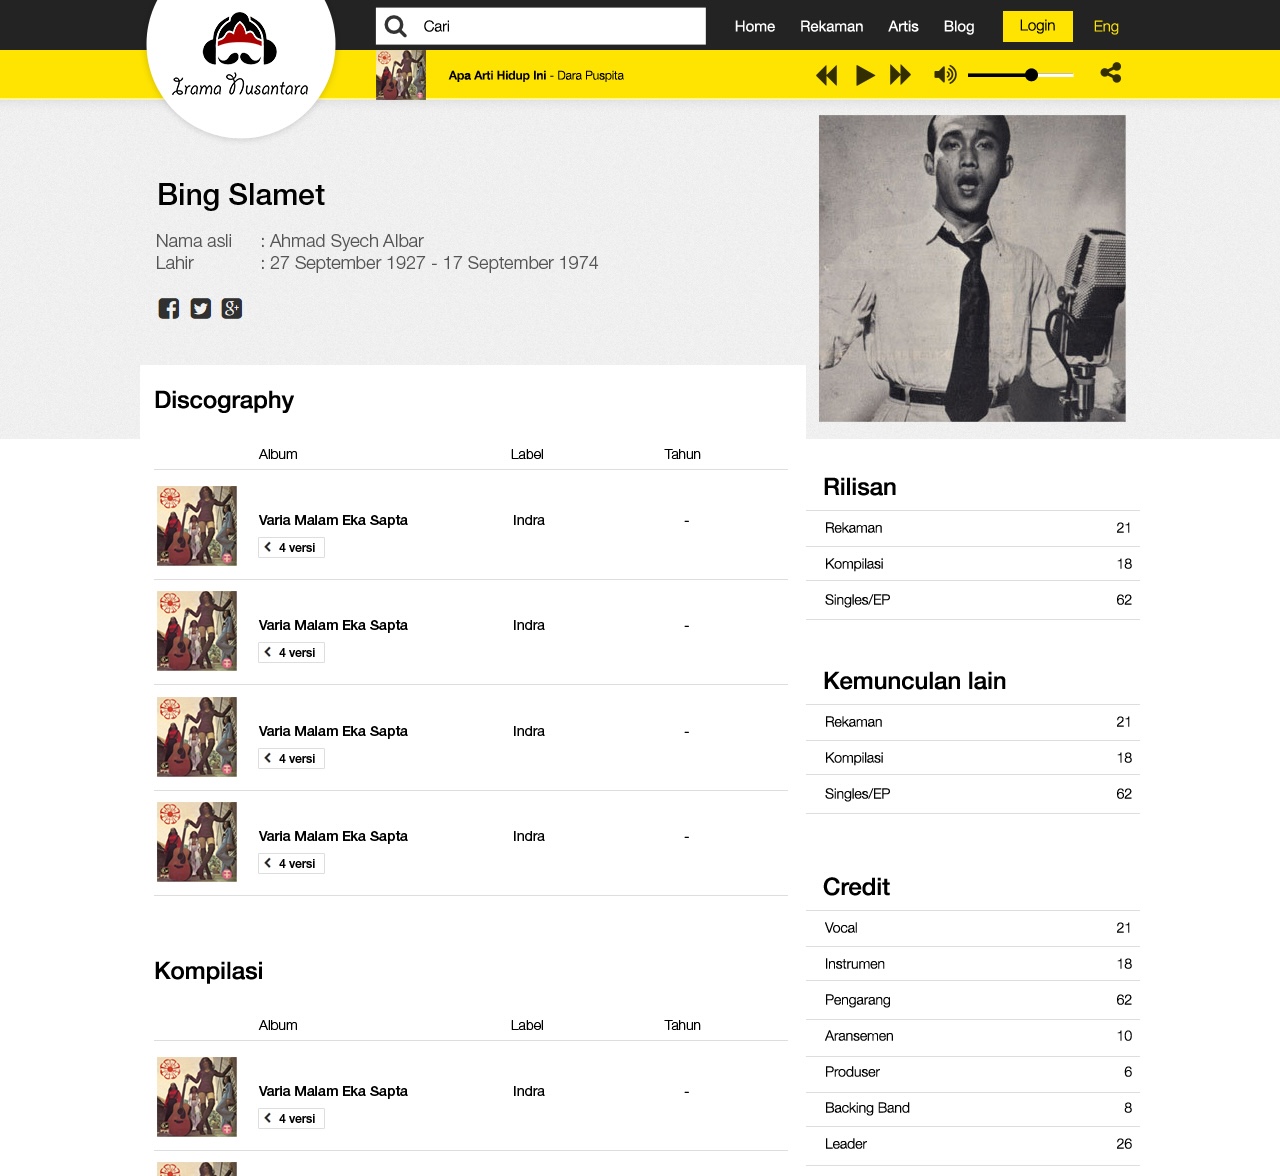 Cari
Home
Rekaman
Artis
Blog
Login
Eng
Irama Nusantara
Apa Arti Hidup Ini - Dara Puspita
Bing Slamet
Nama asli : Ahmad Syech Albar
Lahir : 27 September 1927 - 17 September 1974
Discography
Album Label Tahun
Varia Malam Eka Sapta Indra -
4 versi
Varia Malam Eka Sapta Indra -
4 versi
Varia Malam Eka Sapta Indra -
4 versi
Varia Malam Eka Sapta Indra -
4 versi
Kompilasi
Album Label Tahun
Varia Malam Eka Sapta Indra -
4 versi
Rilisan
Rekaman 21
Kompilasi 18
Singles/EP 62
Kemunculan lain
Rekaman 21
Kompilasi 18
Singles/EP 62
Credit
Vocal 21
Instrumen 18
Pengarang 62
Aransemen 10
Produser 6
Backing Band 8
Leader 26